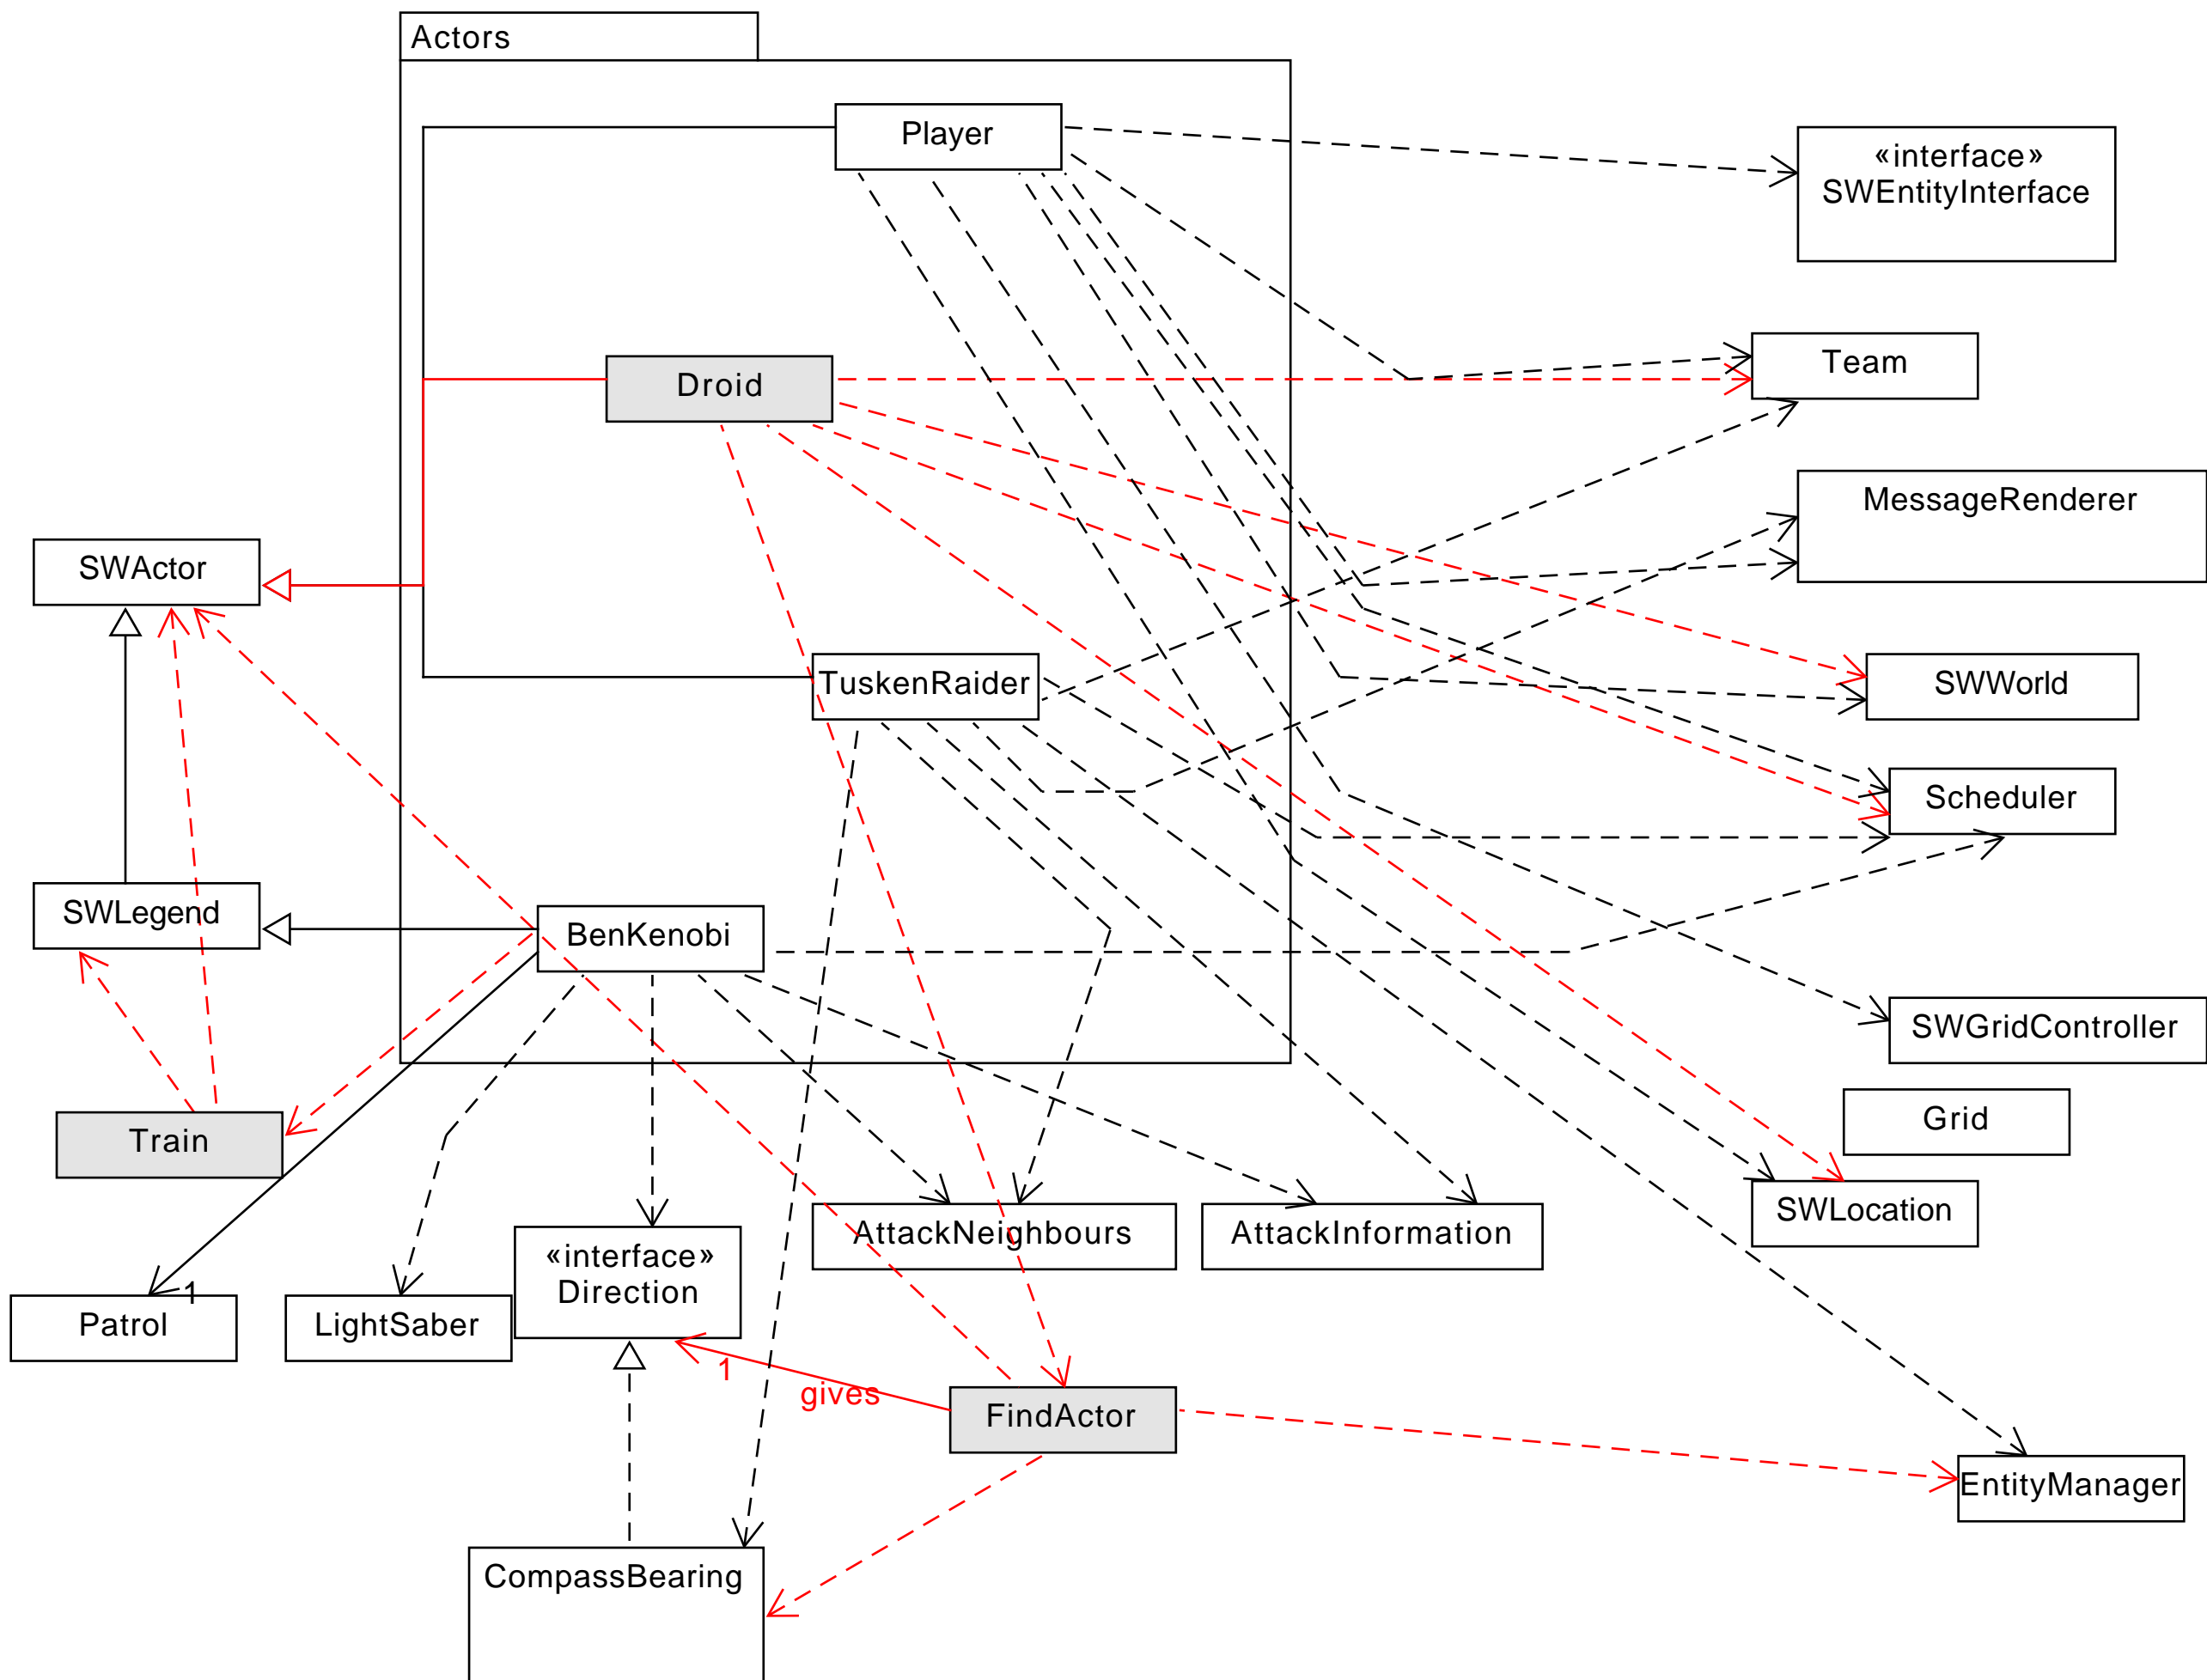 Actors
Player
«interface»
SWEntityInterface
Team
Droid
MessageRenderer
SWActor
TuskenRaider
SWWorld
Scheduler
SWLegend
BenKenobi
SWGridController
Grid
Train
SWLocation
AttackNeighbours
AttackInformation
«interface»
Direction
1
Patrol
LightSaber
1
gives
FindActor
EntityManager
CompassBearing